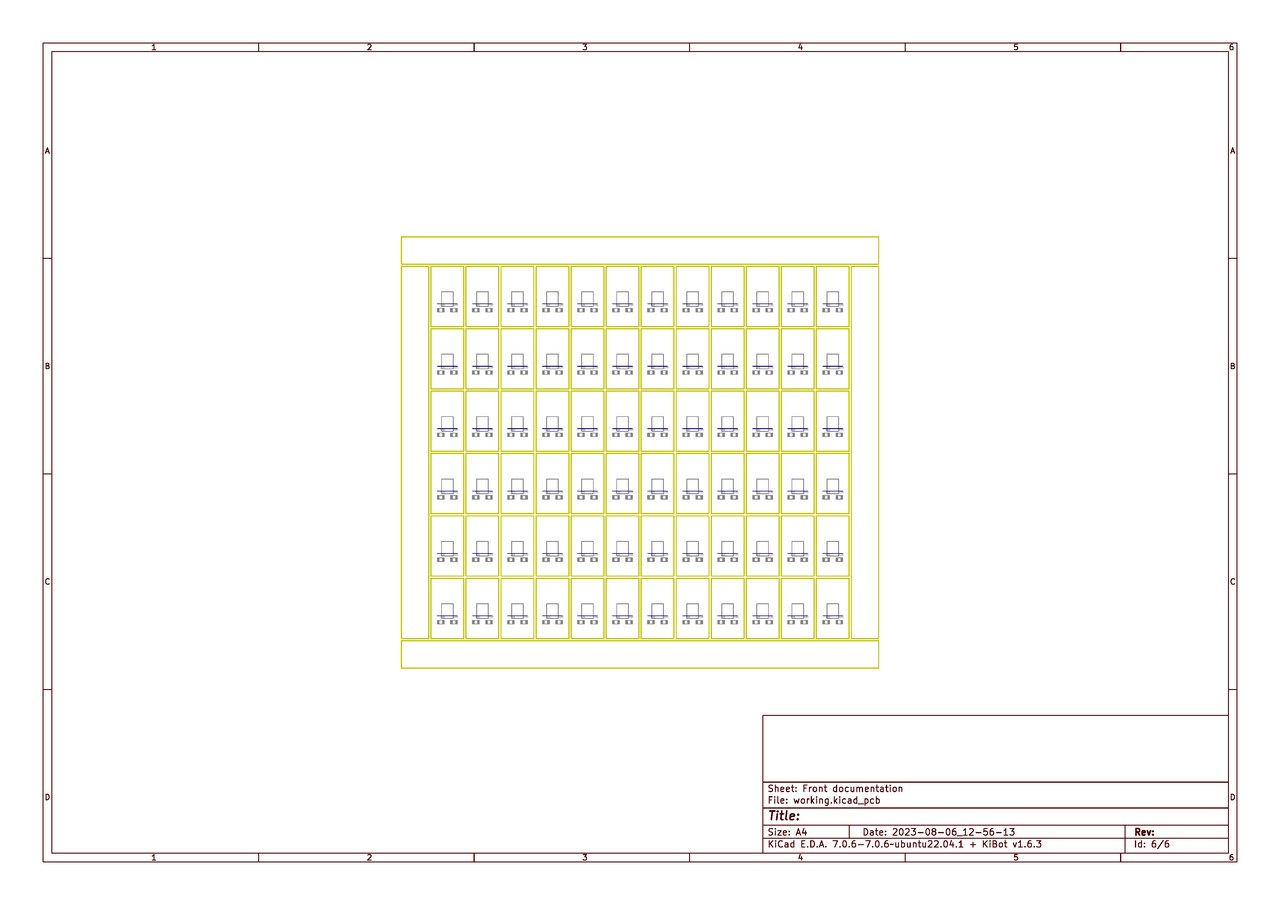 1 2 3 4 5 6
A A
B B
C C
D D
Sheet: Front documentation
File: working.kicad_pcb
Title:
Size: A4 Date: 2023-08-06_12-56-13 Rev:
KiCad E.D.A. 7.0.6-7.0.6~ubuntu22.04.1 + KiBot v1.6.3 Id: 6/6
1 2 3 4 5 6